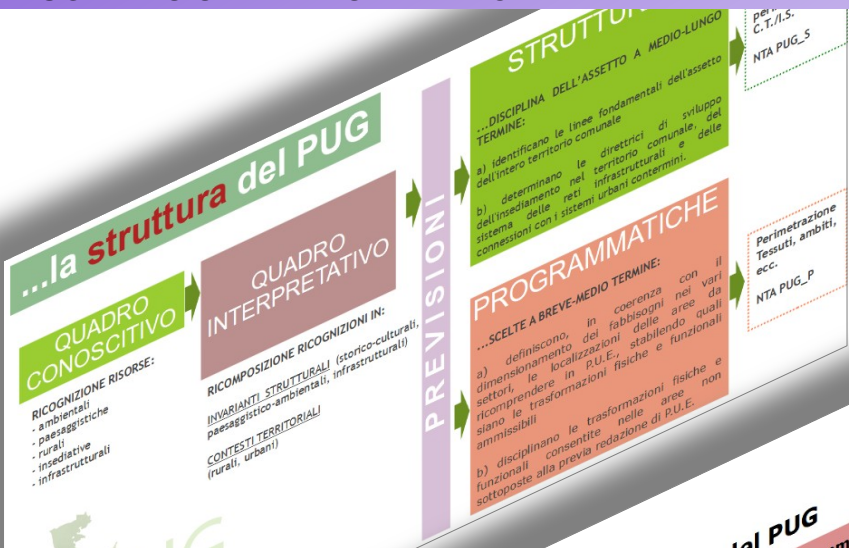 ...la struttura del PUG
QUADRO
CONOSCITIVO
RICOGNIZIONE RISORSE:
- ambientali
- paesaggistiche
- rurali
- insediative
- infrastrutturali
QUADRO
INTERPRETATIVO
RICOMPOSIZIONE RICOGNIZIONI IN:
INVARIANTI STRUTTURALI (storico-culturali,
paesaggistico-ambientali, infrastrutturali)
CONTESTI TERRITORIALI
(rurali, urbani)
PREVISIONI
...DISCIPLINA DELL'ASSETTO A MEDIO-LUNGO
TERMINE:
a) identificano le linee fondamentali dell'assetto
dell'intero territorio comunale
b) determinano le direttrici di sviluppo
dell'insediamento nel territorio comunale, del
sistema delle reti infrastrutturali e delle
connessioni con i sistemi urbani contermini.
C.T./I.S.
NTA PUG_S
PROGRAMMATICHE
...SCELTE A BREVE-MEDIO TERMINE:
a) definiscono, in coerenza con il
dimensionamento dei fabbisogni nei vari
settori, le localizzazioni delle aree da
ricomprendere in P.U.E., stabilendo quali
siano le trasformazioni fisiche e funzionali
ammissibili
b) disciplinano le trasformazioni fisiche e
funzionali consentite nelle aree non
sottoposte alla previa redazione di P.U.E.
Perimetrazione
Tessuti, ambiti,
ecc.
NTA PUG_P
PUG